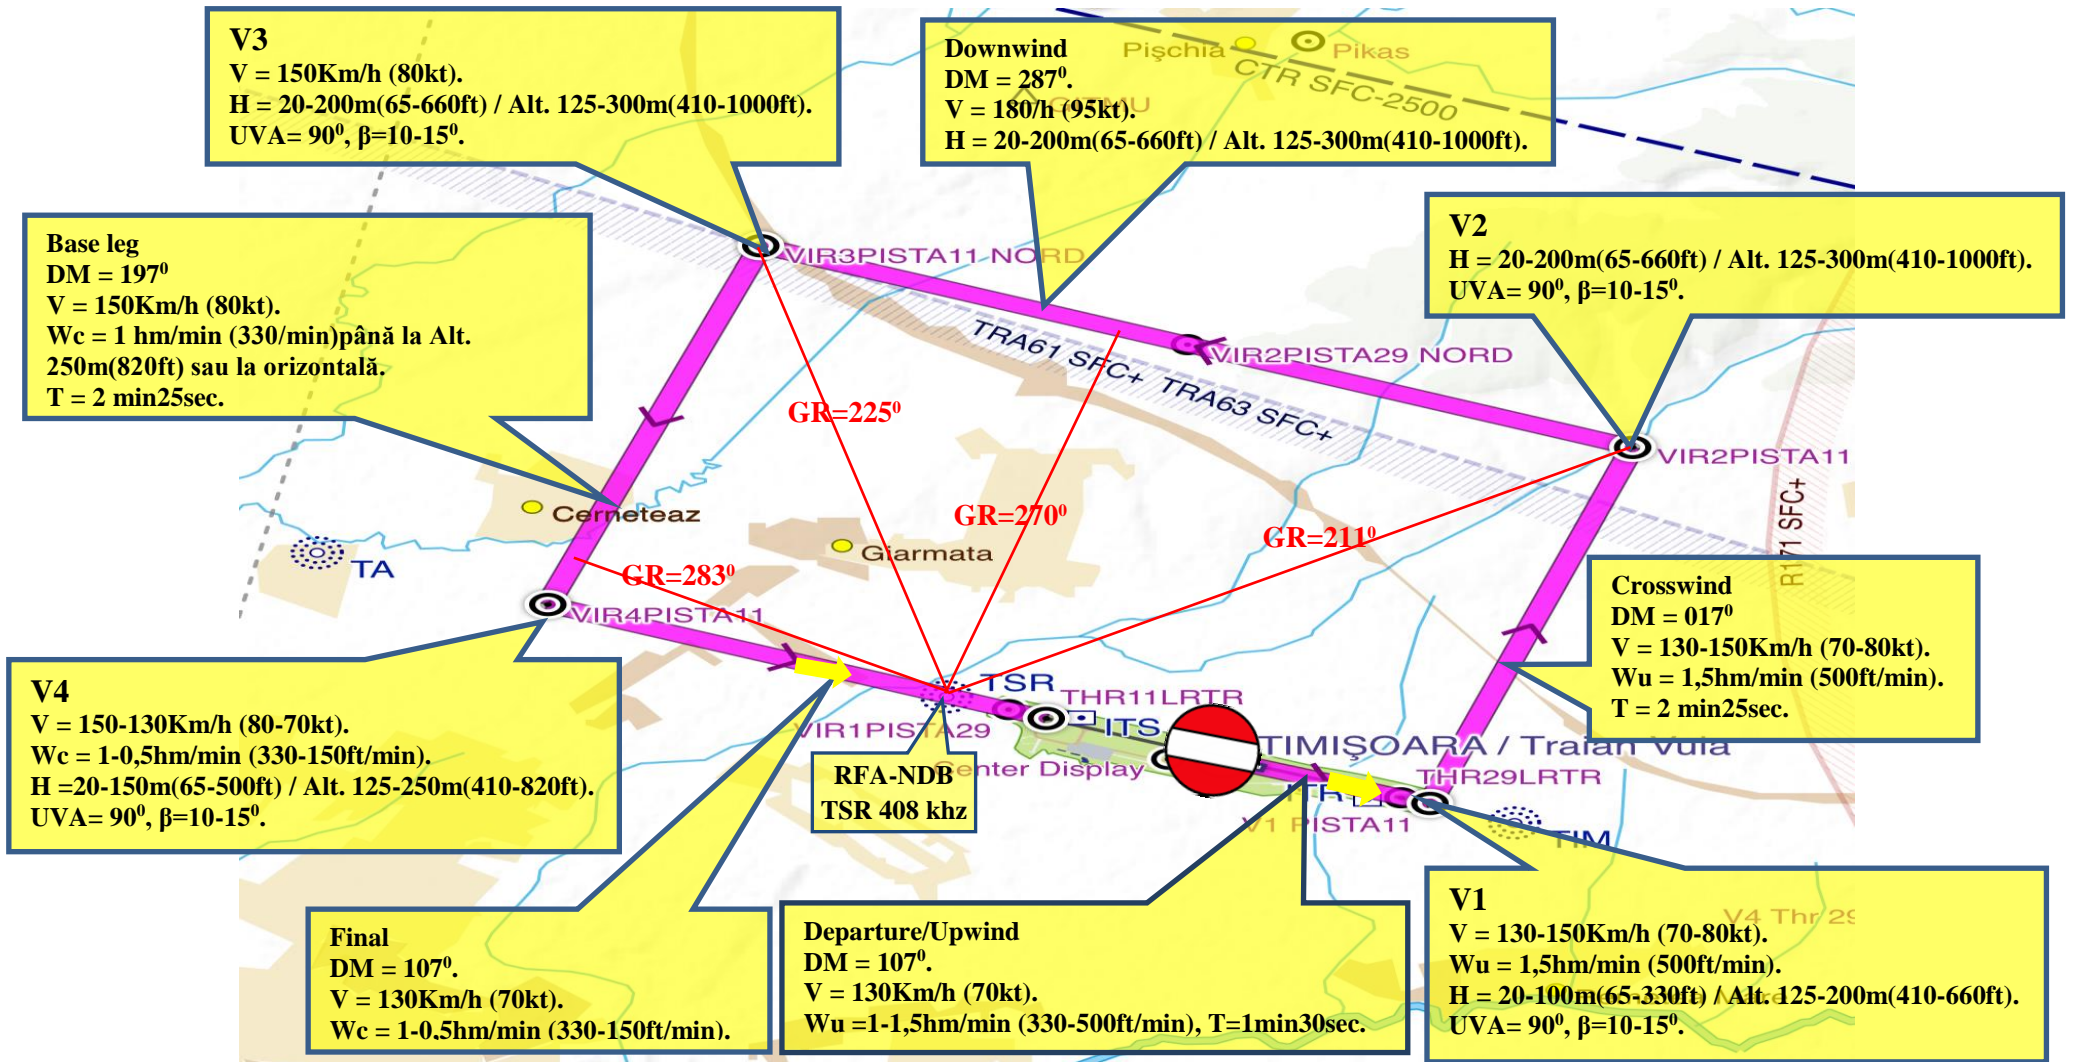 V3
V = 150Km/h (80kt).
H = 20-200m(65-660ft) / Alt. 125-300m(410-1000ft).
UVA= 90⁰, β=10-15⁰.
Downwind
DM = 287⁰.
V = 180/h (95kt).
H = 20-200m(65-660ft) / Alt. 125-300m(410-1000ft).
Pişchia
Pikas
CTR SFC-2500
V2
H = 20-200m(65-660ft) / Alt. 125-300m(410-1000ft).
UVA= 90⁰, β=10-15⁰.
Base leg
DM = 197⁰
V = 150Km/h (80kt).
Wc = 1 hm/min (330/min)până la Alt.
250m(820ft) sau la orizontală.
T = 2 min25sec.
VIR3PISTA11 NORD
VIR2PISTA29 NORD
TRA61 SFC+
TRA63 SFC+
VIR2PISTA11
R171 SFC+
GR=225⁰
GR=270⁰
GR=211⁰
GR=283⁰
Cerneteaz
Giarmata
TA
VIR4PISTA11
Crosswind
DM = 017⁰
V = 130-150Km/h (70-80kt).
Wu = 1,5hm/min (500ft/min).
T = 2 min25sec.
V4
V = 150-130Km/h (80-70kt).
Wc = 1-0,5hm/min (330-150ft/min).
H =20-150m(65-500ft) / Alt. 125-250m(410-820ft).
UVA= 90⁰, β=10-15⁰.
TSR
THR11LRTR
VIR1PISTA29
ITS
TIMIŞOARA / Traian Vuia
Center Display
THR29LRTR
ITR
V1 PISTA11
TIM
RFA-NDB
TSR 408 khz
Final
DM = 107⁰.
V = 130Km/h (70kt).
Wc = 1-0,5hm/min (330-150ft/min).
Departure/Upwind
DM = 107⁰.
V = 130Km/h (70kt).
Wu =1-1,5hm/min (330-500ft/min), T=1min30sec.
V1
V = 130-150Km/h (70-80kt).
Wu = 1,5hm/min (500ft/min).
H = 20-100m(65-330ft) / Alt. 125-200m(410-660ft).
UVA= 90⁰, β=10-15⁰.
V4 Thr 29